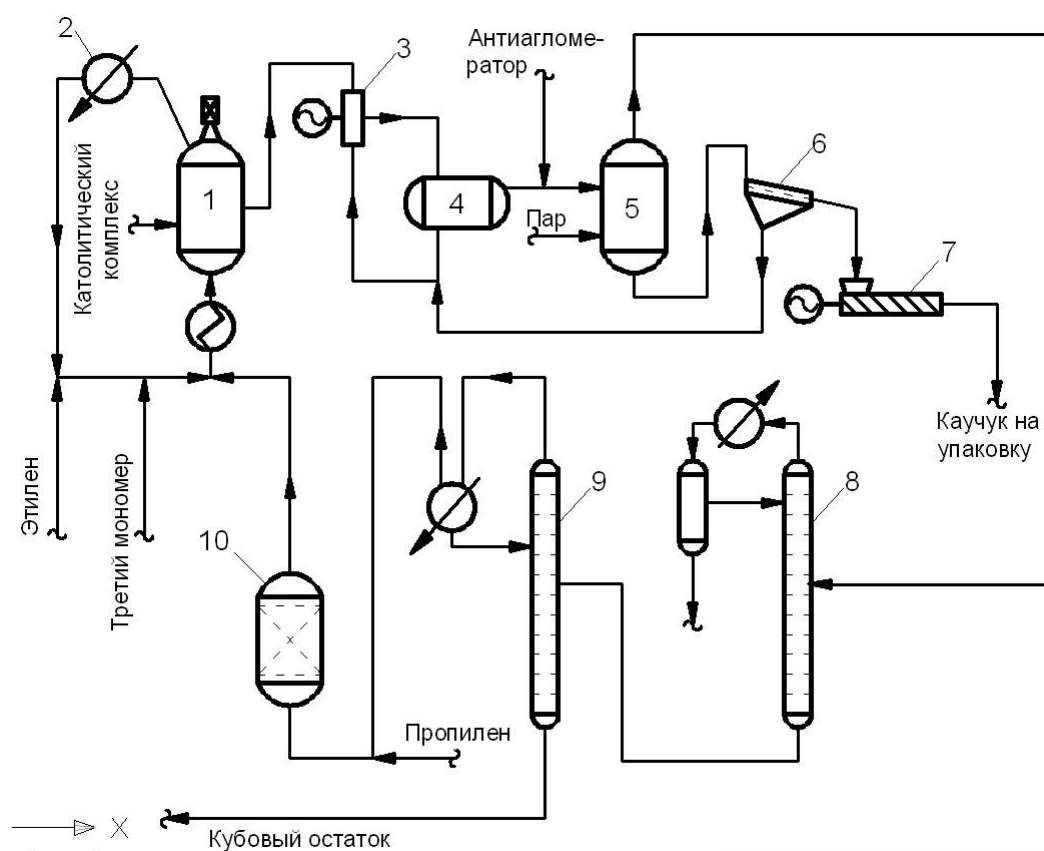 2
Антиагломе-
ратор
3
6
Католитический
комплекс
1
4
5
Пар
7
Каучук на
упаковку
Этилен
Третий мономер
9
8
10
Пропилен
Кубовый остаток
X